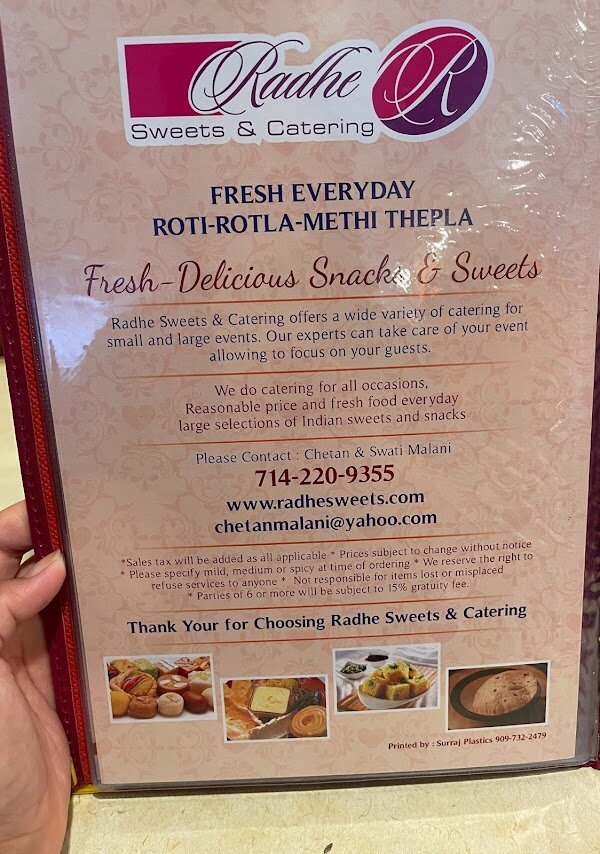 Radhe R
Sweets & Catering
FRESH EVERYDAY
ROTI-ROTLA-METHI THEPLA
Fresh-Delicious Snacks & Sweets
Radhe Sweets & Catering offers a wide variety of catering for
small and large events. Our experts can take care of your event
allowing to focus on your guests.
We do catering for all occasions,
Reasonable price and fresh food everyday
large selections of Indian sweets and snacks
Please Contact : Chetan & Swati Malani
714-220-9355
www.radhesweets.com
chetanmalani@yahoo.com
*Sales tax will be added as all applicable * Prices subject to change without notice
* Please specify mild, medium or spicy at time of ordering * We reserve the right to
refuse services to anyone * Not responsible for items lost or misplaced
* Parties of 6 or more will be subject to 15% gratuity fee.
Thank Your for Choosing Radhe Sweets & Catering
Printed by : Surraj Plastics 909-732-2479